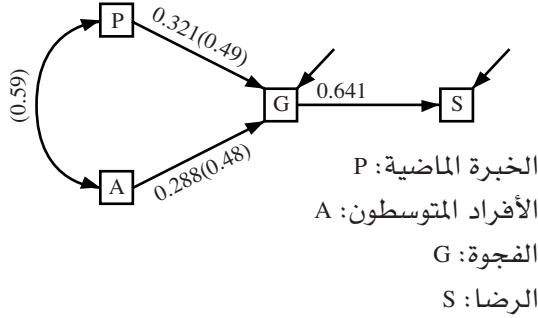 P
0.321(0.49)
(0.59)
G
0.641
S
A
0.288(0.48)
الخبرة الماضية: P
الأفراد المتوسطون: A
الفجوة: G
الرضا: S